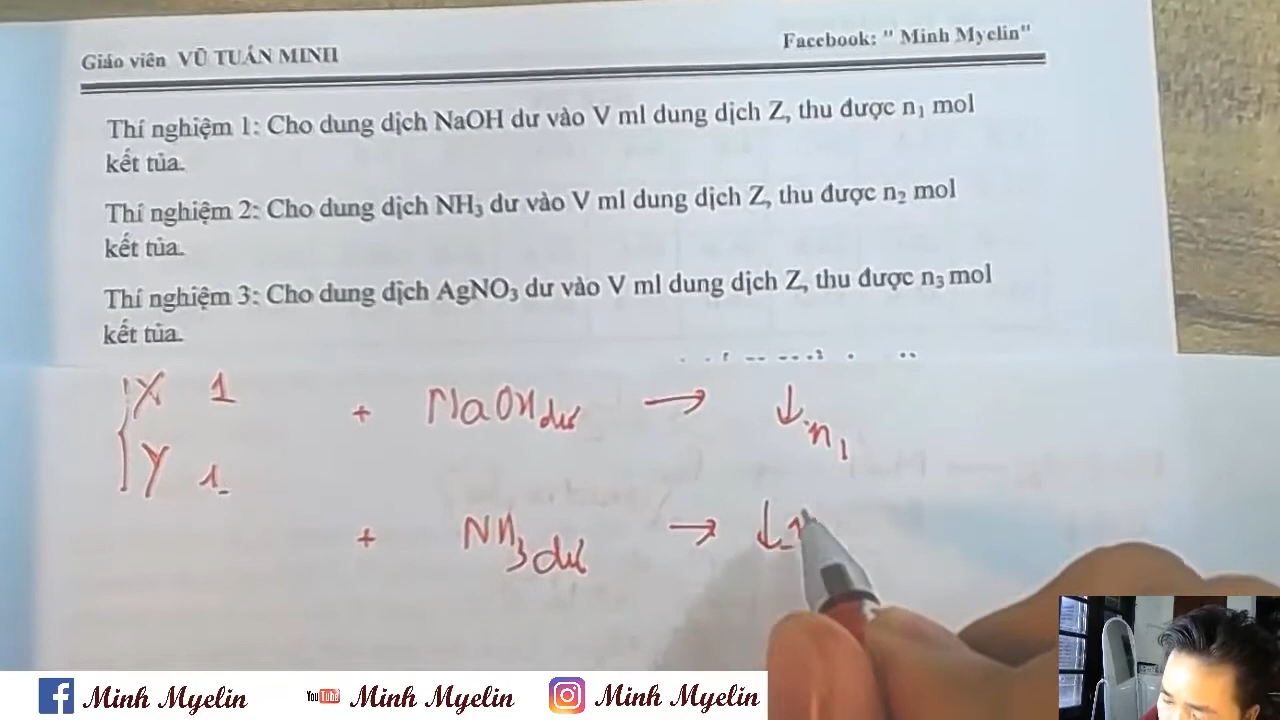 Giáo viên VŨ TUẤN MINH
Facebook: " Minh Myelin"
Thí nghiệm 1: Cho dung dịch NaOH dư vào V ml dung dịch Z, thu được n₁ mol
kết tủa.
Thí nghiệm 2: Cho dung dịch NH₃ dư vào V ml dung dịch Z, thu được n₂ mol
kết tủa.
Thí nghiệm 3: Cho dung dịch AgNO₃ dư vào V ml dung dịch Z, thu được n₃ mol
kết tủa.
X 1 + NaOH dư → ↓ n₁
Y 1
+ NH₃ dư → ↓
Minh Myelin YouTube Minh Myelin Minh Myelin